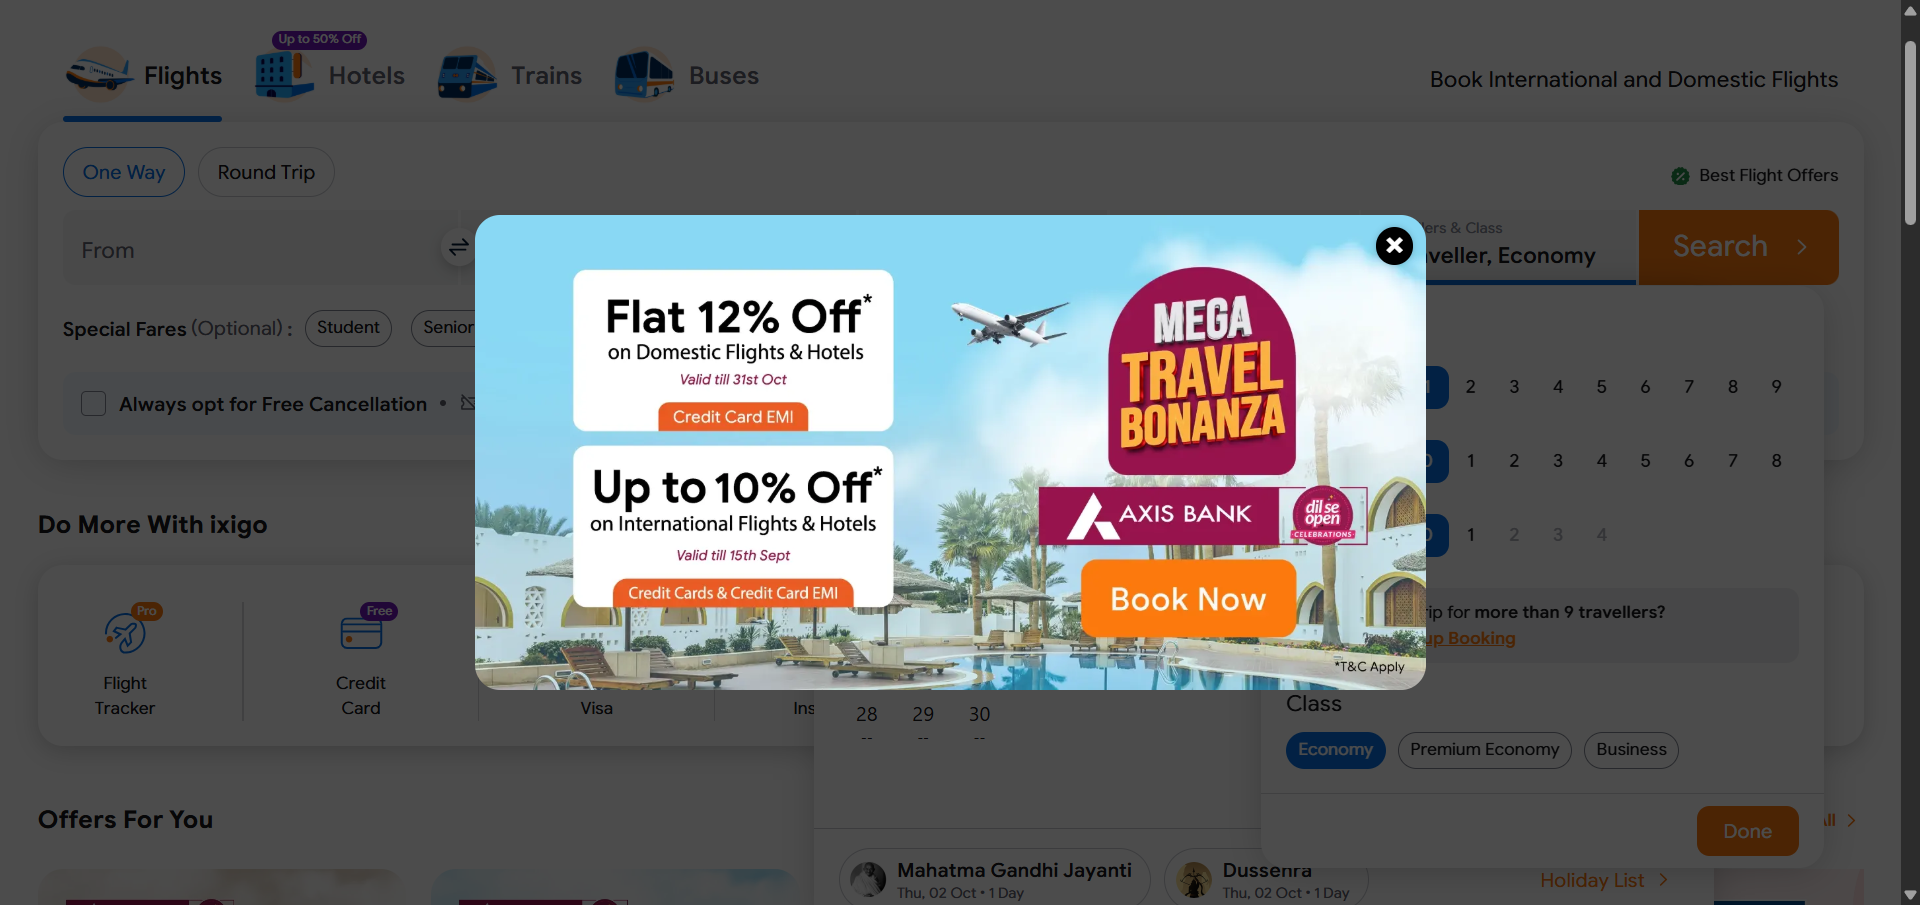 Up to 50% Off
Flights
Hotels
Trains
Buses
Book International and Domestic Flights
One Way
Round Trip
Best Flight Offers
From
ers & Class
veller, Economy
Search
Special Fares (Optional) :
Student
Senior
Always opt for Free Cancellation •
Flat 12% Off*
on Domestic Flights & Hotels
Valid till 31st Oct
Credit Card EMI
Up to 10% Off*
on International Flights & Hotels
Valid till 15th Sept
Credit Cards & Credit Card EMI
MEGA
TRAVEL
BONANZA
AXIS BANK
dil se
open
CELEBRATIONS
Book Now
*T&C Apply
1 2 3 4 5 6 7 8 9
0 1 2 3 4 5 6 7 8
0 1 2 3 4
rip for more than 9 travellers?
up Booking
Do More With ixigo
Pro
Flight
Tracker
Free
Credit
Card
Visa
Ins
28 29 30
-- -- --
Class
Economy
Premium Economy
Business
Done
All
Offers For You
Mahatma Gandhi Jayanti
Thu, 02 Oct • 1 Day
Dussehra
Thu, 02 Oct • 1 Day
Holiday List